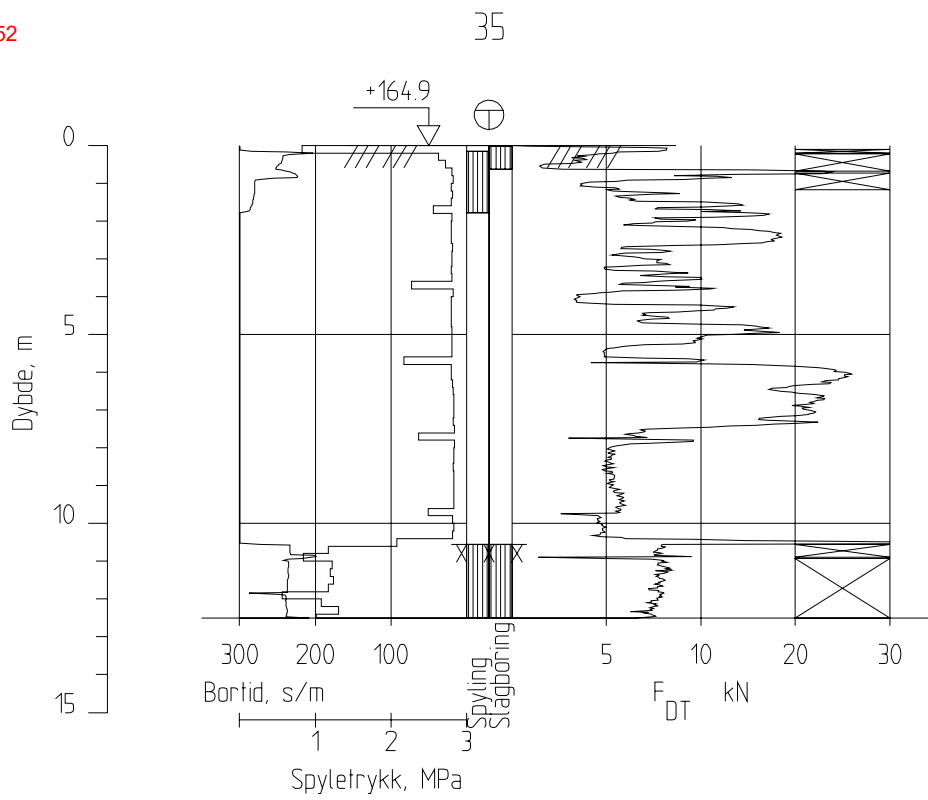 52
35
+164.9
0
5
10
15
Dybde, m
300 200 100
5 10 20 30
Bortid, s/m
Spyling
Slagboring
F DT kN
1 2 3
Spyletrykk, MPa